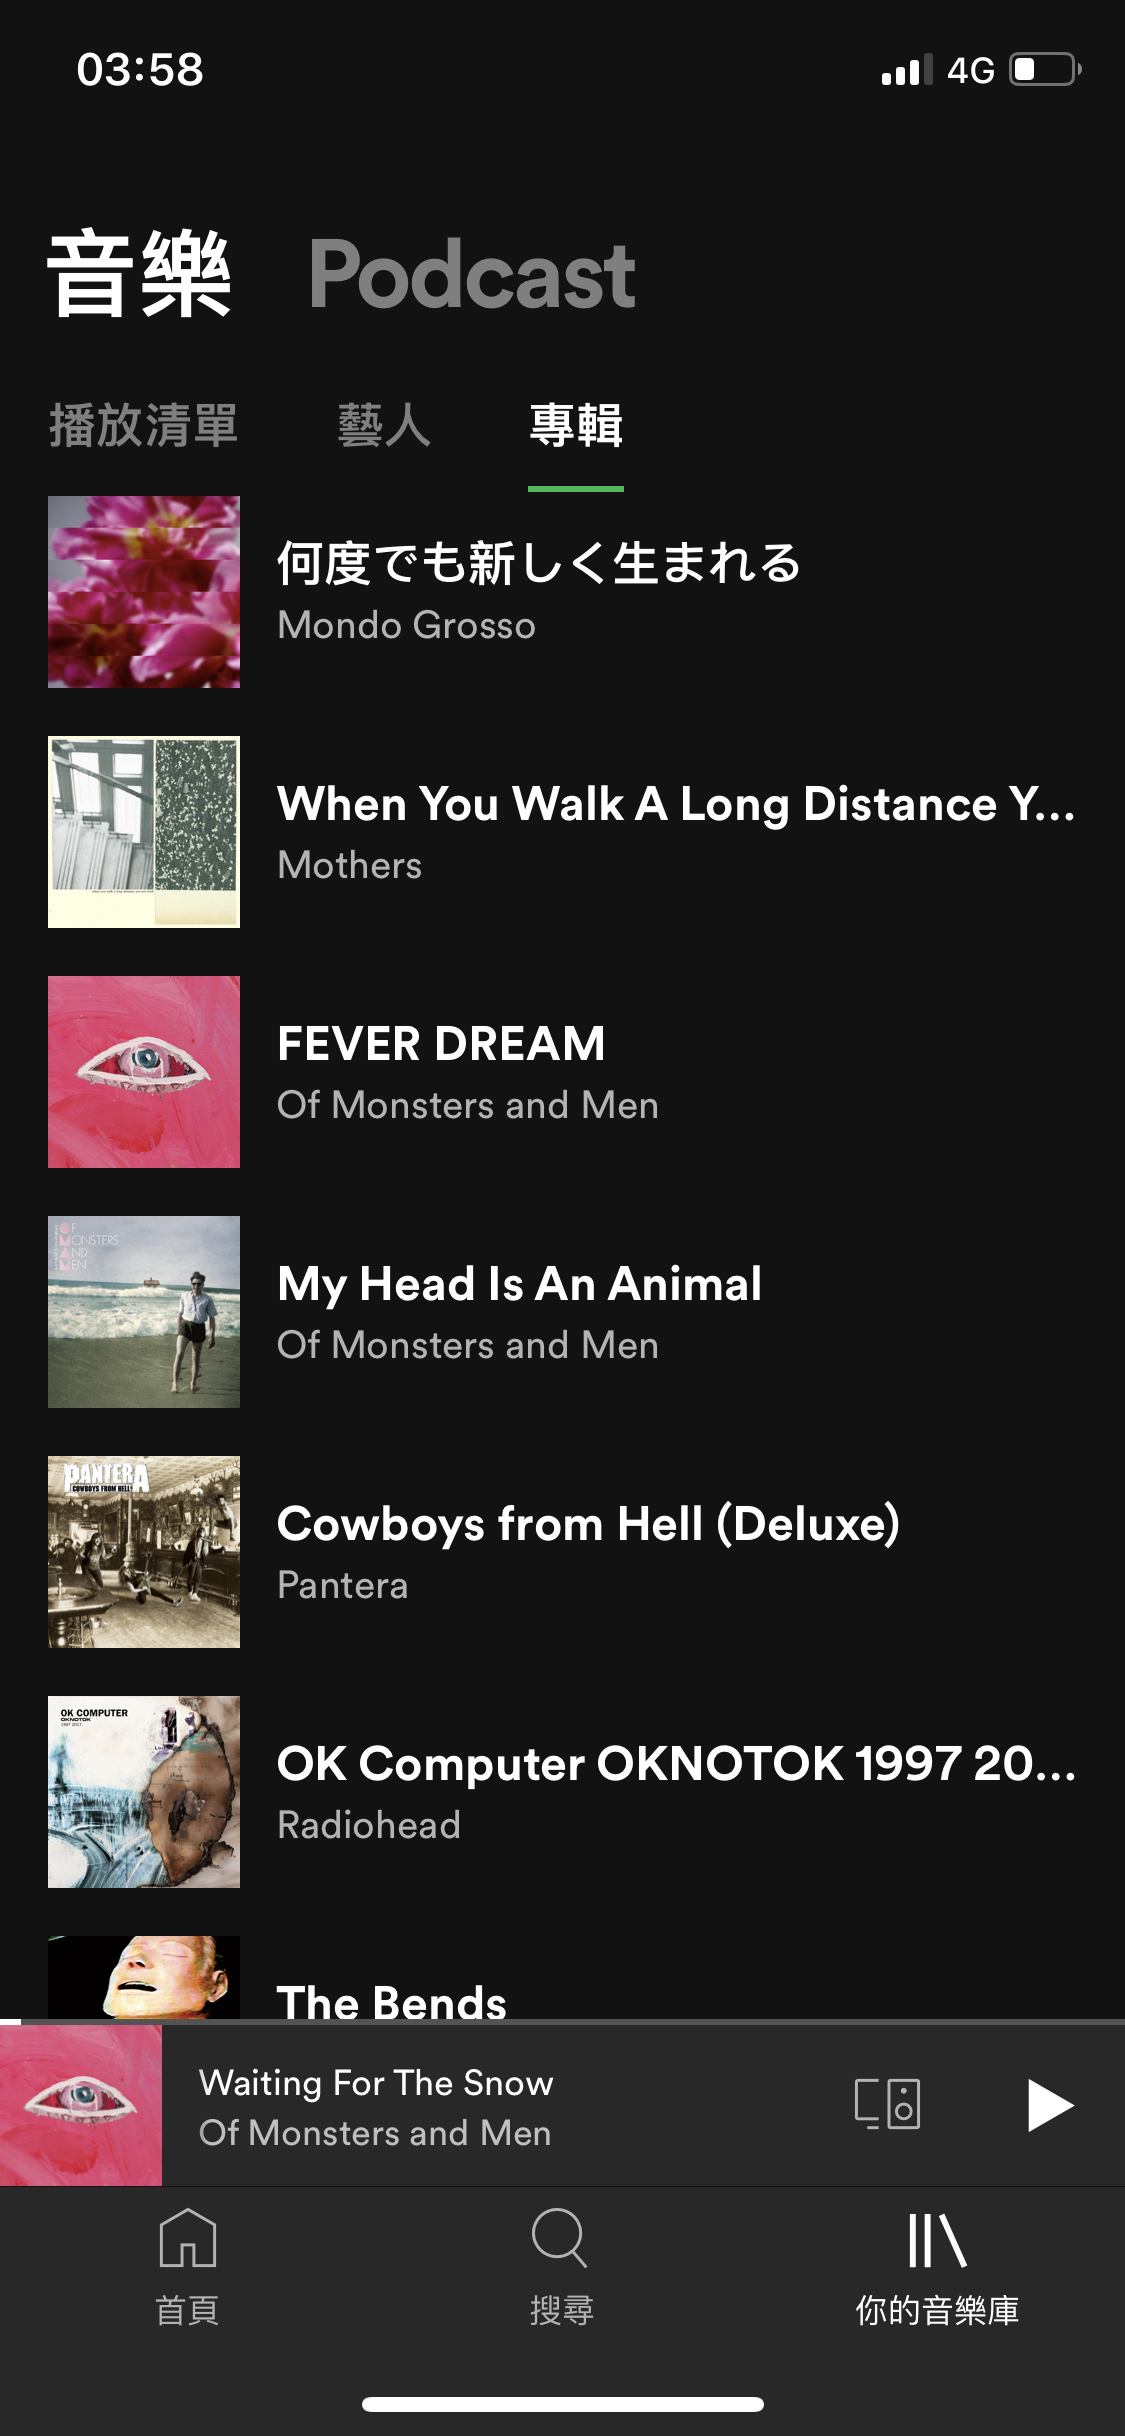 03:58
4G
音樂 Podcast
播放清單 藝人 專輯
何度でも新しく生まれる
Mondo Grosso
When You Walk A Long Distance Y...
Mothers
FEVER DREAM
Of Monsters and Men
OF
MONSTERS
AND
MEN
My Head Is An Animal
Of Monsters and Men
PANTERA
COWBOYS FROM HELL
Cowboys from Hell (Deluxe)
Pantera
OK COMPUTER
OKNOTOK
1997 2017
OK Computer OKNOTOK 1997 20...
Radiohead
The Bends
Waiting For The Snow
Of Monsters and Men
首頁 搜尋 你的音樂庫